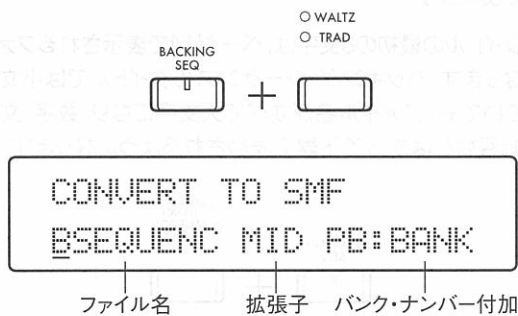 ○ WALTZ
○ TRAD
BACKING
SEQ
+
CONVERT TO SMF
BSEQUENC MID PB:BANK
ファイル名 拡張子 バンク・ナンバー付加